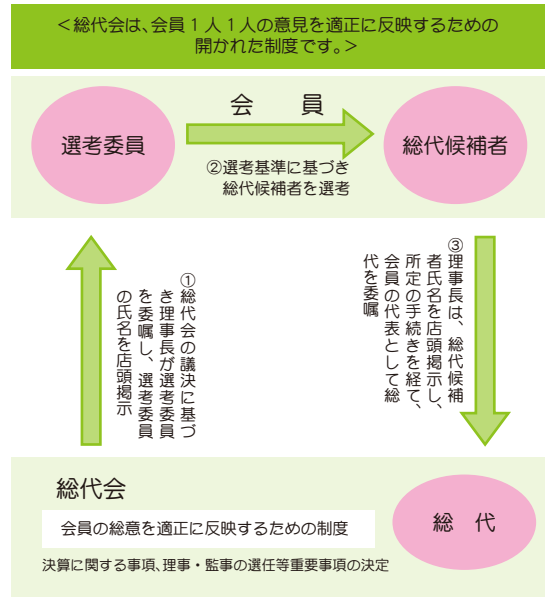 ＜総代会は、会員１人１人の意見を適正に反映するための
開かれた制度です。＞
会　員
選考委員
総代候補者
②選考基準に基づき
総代候補者を選考
①総代会の議決に基づ
き理事長が選考委員
を委嘱し、選考委員
の氏名を店頭掲示
③理事長は、総代候補
者氏名を店頭掲示し、
所定の手続きを経て、
会員の代表として総
代を委嘱
総代会
会員の総意を適正に反映するための制度
決算に関する事項、理事・監事の選任等重要事項の決定
総　代